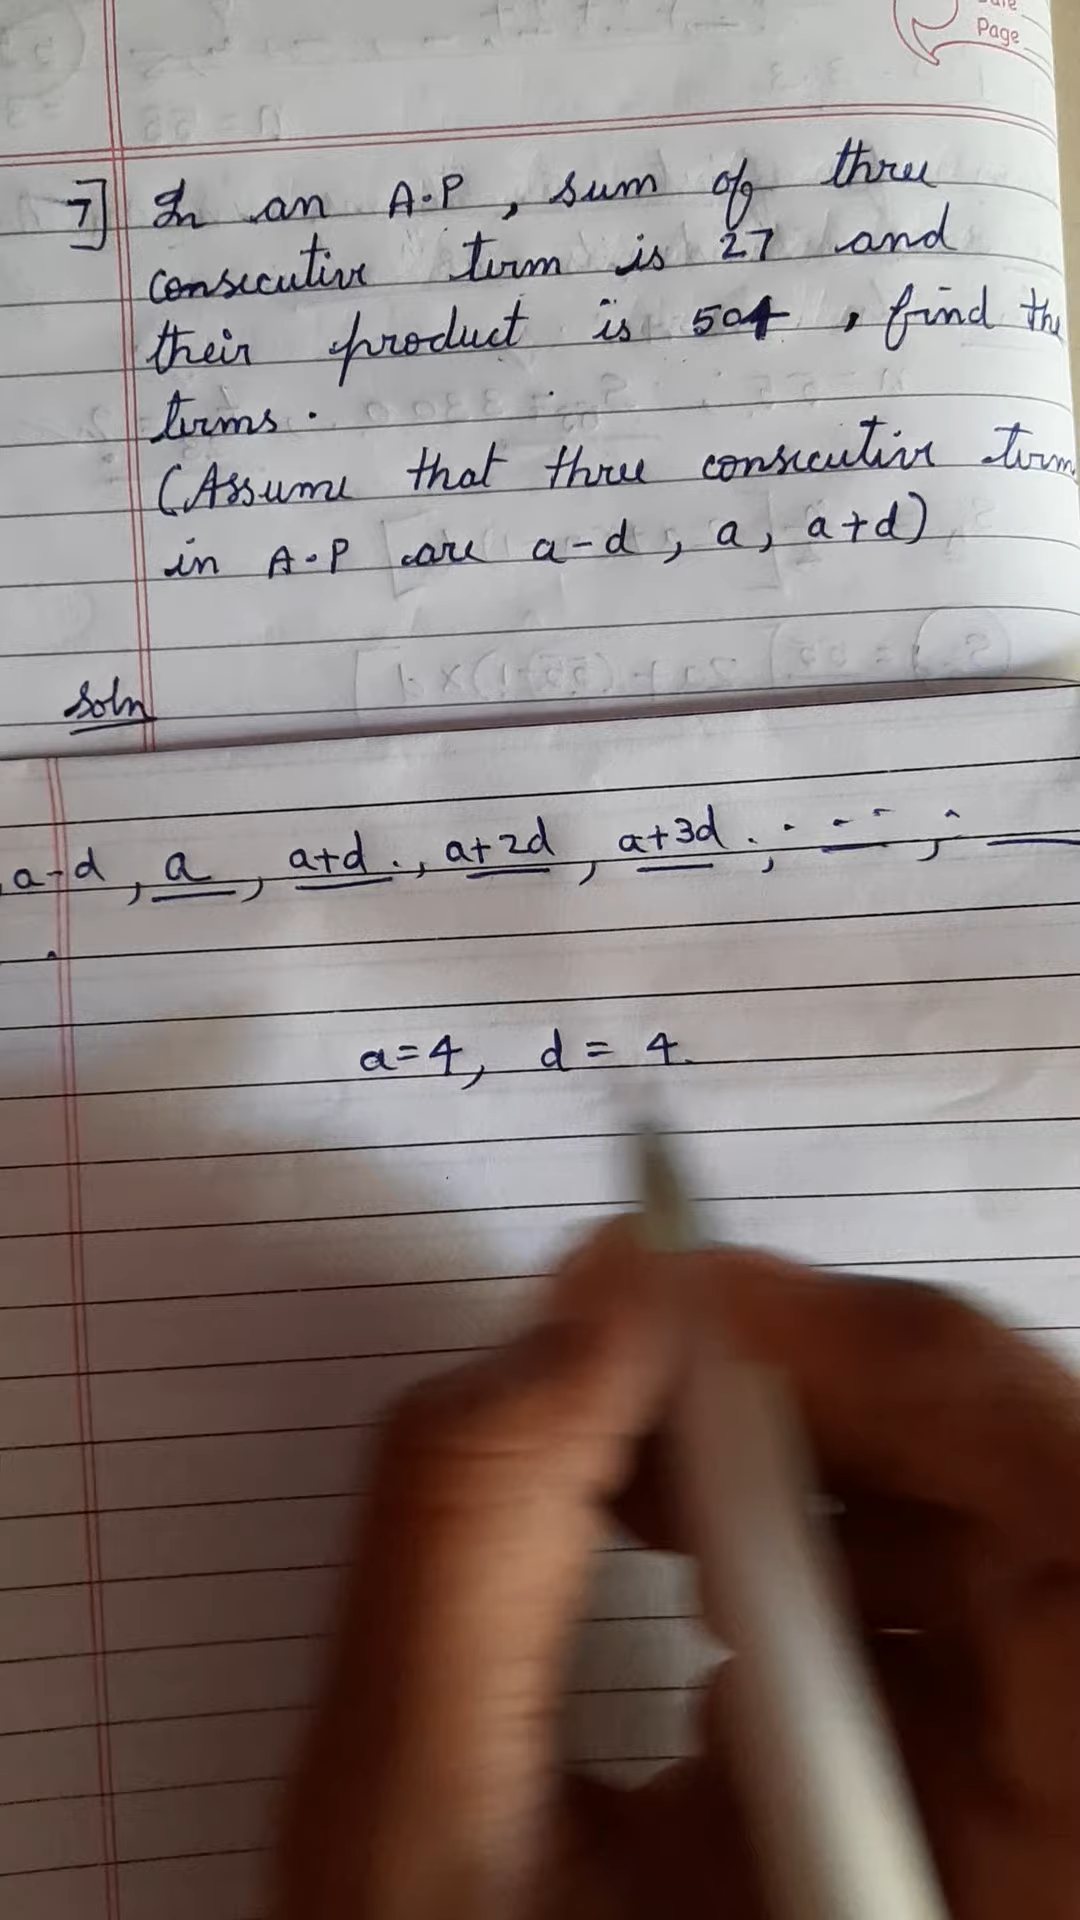 Page
7] In an A.P, sum of three
consecutive term is 27 and
their product is 504, find the
terms.
(Assume that three consecutive term
in A.P are a-d, a, a+d)
Soln
a-d, a, a+d., a+2d, a+3d
a=4, d = 4